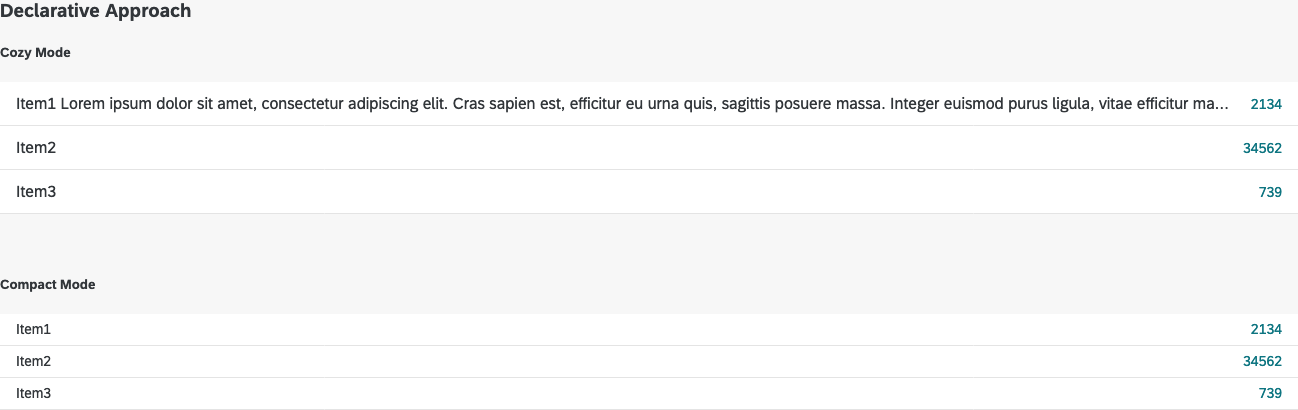 Declarative Approach
Cozy Mode
Item1 Lorem ipsum dolor sit amet, consectetur adipiscing elit. Cras sapien est, efficitur eu urna quis, sagittis posuere massa. Integer euismod purus ligula, vitae efficitur ma... 2134
Item2 34562
Item3 739
Compact Mode
Item1 2134
Item2 34562
Item3 739